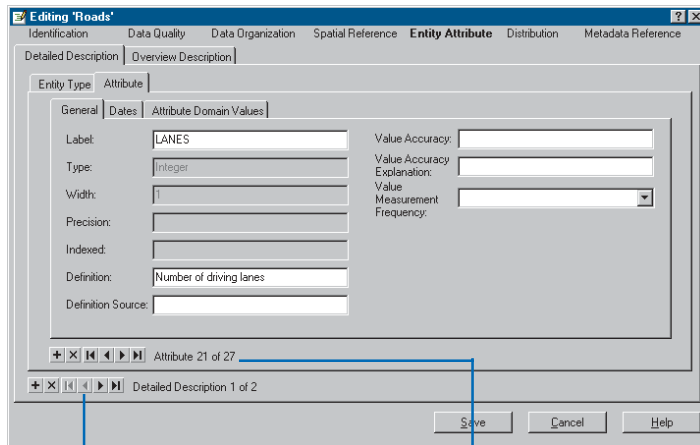 Editing 'Roads'
Identification Data Quality Data Organization Spatial Reference Entity Attribute Distribution Metadata Reference
Detailed Description Overview Description
Entity Type Attribute
General Dates Attribute Domain Values
Label: LANES
Type: Integer
Width: 1
Precision:
Indexed:
Definition: Number of driving lanes
Definition Source:
Value Accuracy:
Value Accuracy
Explanation:
Value
Measurement
Frequency:
Attribute 21 of 27
Detailed Description 1 of 2
Save Cancel Help